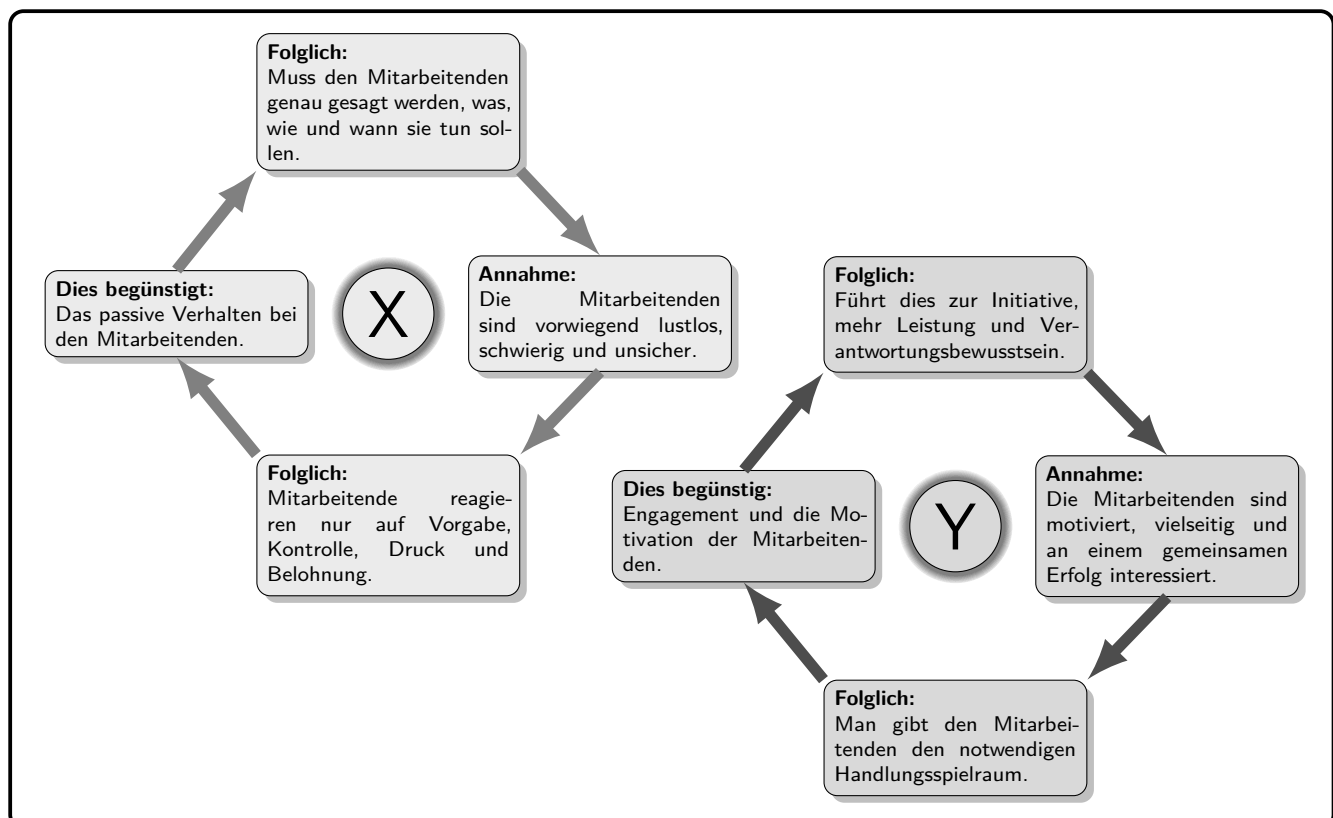 Folglich:
Muss den Mitarbeitenden
genau gesagt werden, was,
wie und wann sie tun sol-
len.
Dies begünstigt:
Das passive Verhalten bei
den Mitarbeitenden.
X
Annahme:
Die Mitarbeitenden
sind vorwiegend lustlos,
schwierig und unsicher.
Folglich:
Mitarbeitende reagie-
ren nur auf Vorgabe,
Kontrolle, Druck und
Belohnung.
Folglich:
Führt dies zur Initiative,
mehr Leistung und Ver-
antwortungsbewusstsein.
Dies begünstig:
Engagement und die Mo-
tivation der Mitarbeiten-
den.
Y
Annahme:
Die Mitarbeitenden sind
motiviert, vielseitig und
an einem gemeinsamen
Erfolg interessiert.
Folglich:
Man gibt den Mitarbei-
tenden den notwendigen
Handlungsspielraum.